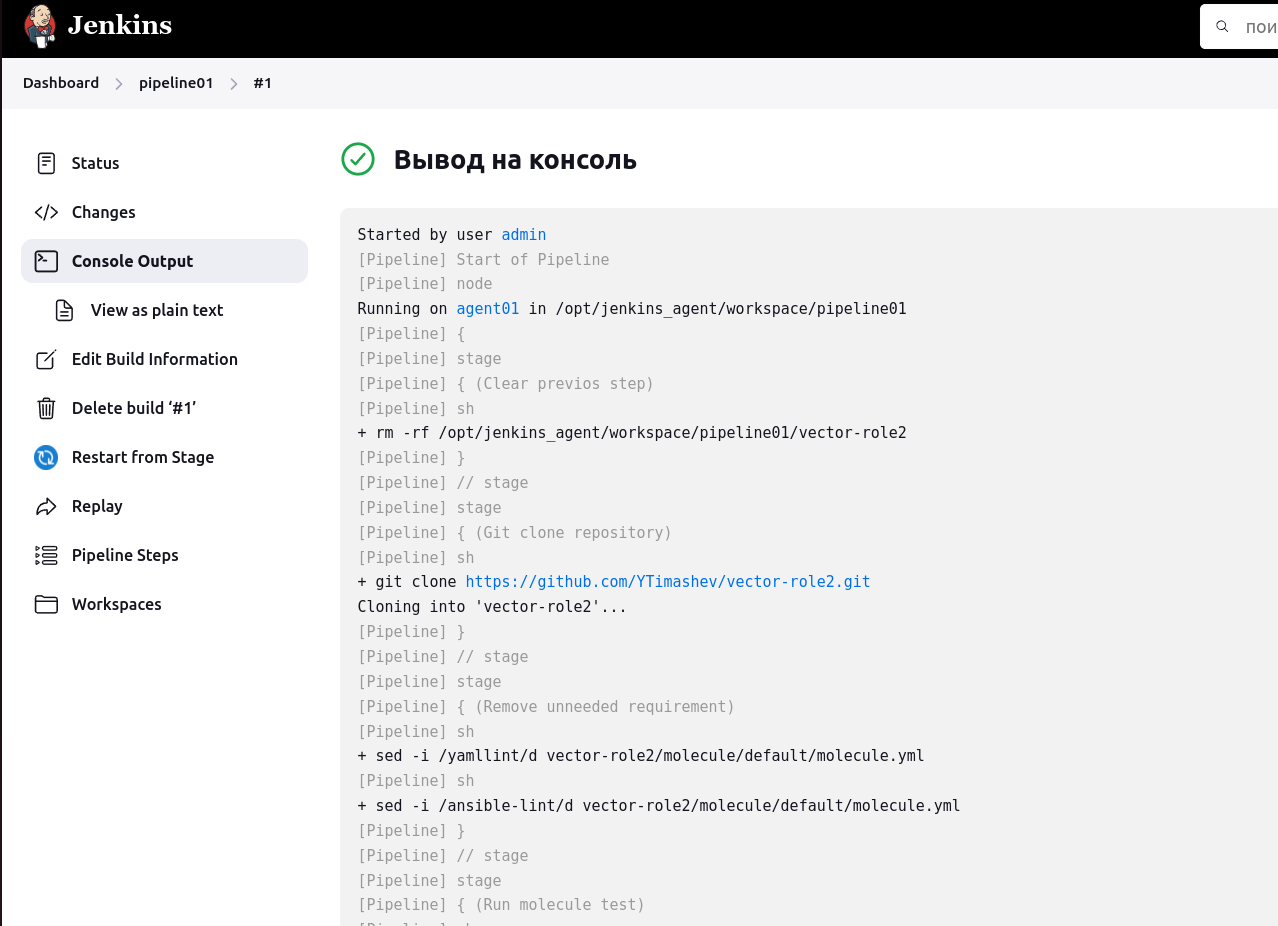 Jenkins
пои
Dashboard
pipeline01
#1
Status
Changes
Console Output
View as plain text
Edit Build Information
Delete build ‘#1’
Restart from Stage
Replay
Pipeline Steps
Workspaces
Вывод на консоль
Started by user admin
[Pipeline] Start of Pipeline
[Pipeline] node
Running on agent01 in /opt/jenkins_agent/workspace/pipeline01
[Pipeline] {
[Pipeline] stage
[Pipeline] { (Clear previos step)
[Pipeline] sh
+ rm -rf /opt/jenkins_agent/workspace/pipeline01/vector-role2
[Pipeline] }
[Pipeline] // stage
[Pipeline] stage
[Pipeline] { (Git clone repository)
[Pipeline] sh
+ git clone https://github.com/YTimashev/vector-role2.git
Cloning into 'vector-role2'...
[Pipeline] }
[Pipeline] // stage
[Pipeline] stage
[Pipeline] { (Remove unneeded requirement)
[Pipeline] sh
+ sed -i /yamllint/d vector-role2/molecule/default/molecule.yml
[Pipeline] sh
+ sed -i /ansible-lint/d vector-role2/molecule/default/molecule.yml
[Pipeline] }
[Pipeline] // stage
[Pipeline] stage
[Pipeline] { (Run molecule test)